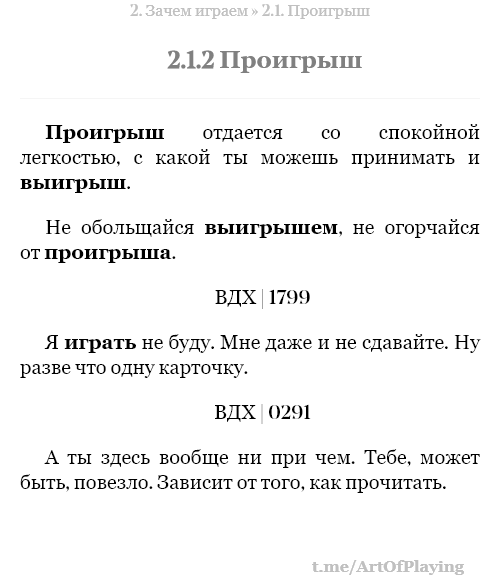 2. Зачем играем » 2.1. Проигрыш
2.1.2 Проигрыш
Проигрыш отдается со спокойной
легкостью, с какой ты можешь принимать и
выигрыш.
Не обольщайся выигрышем, не огорчайся
от проигрыша.
ВДХ | 1799
Я играть не буду. Мне даже и не сдавайте. Ну
разве что одну карточку.
ВДХ | 0291
А ты здесь вообще ни при чем. Тебе, может
быть, повезло. Зависит от того, как прочитать.
t.me/ArtOfPlaying